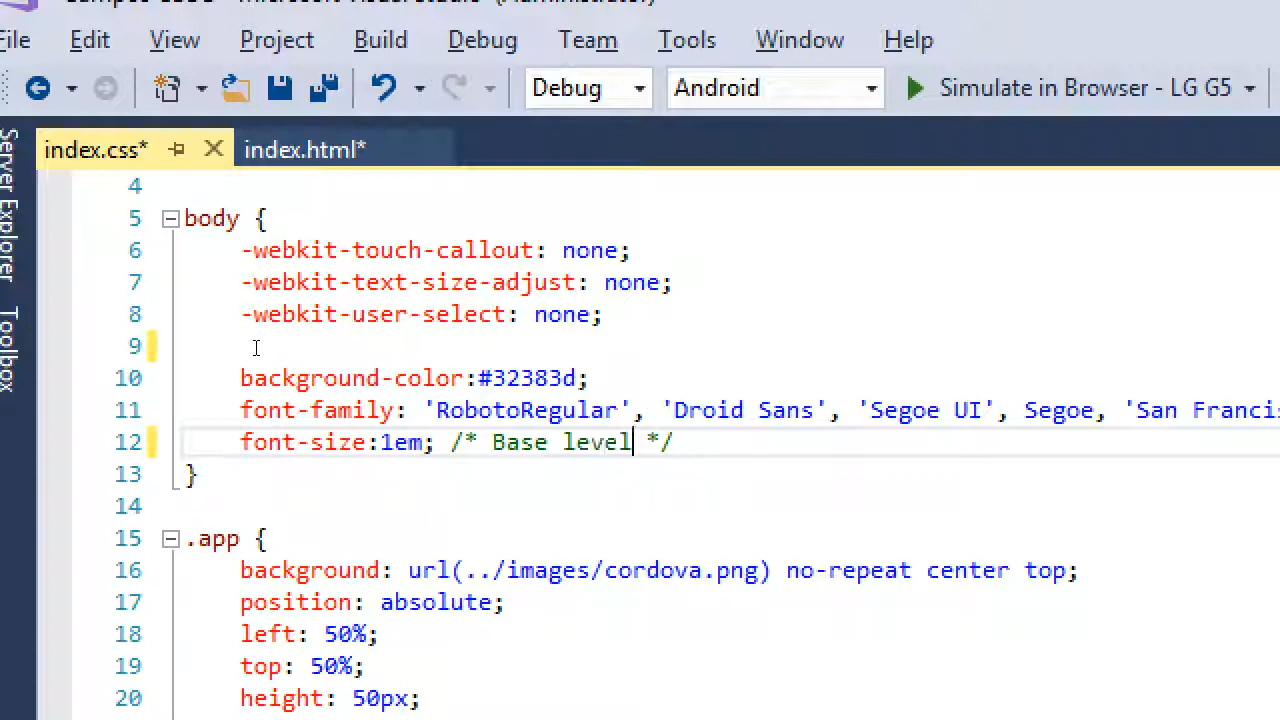 File Edit View Project Build Debug Team Tools Window Help
Debug Android Simulate in Browser - LG G5
index.css* index.html*
Server Explorer
Toolbox
4
5 body {
6 -webkit-touch-callout: none;
7 -webkit-text-size-adjust: none;
8 -webkit-user-select: none;
9
10 background-color:#32383d;
11 font-family: 'RobotoRegular', 'Droid Sans', 'Segoe UI', Segoe, 'San Francis
12 font-size:1em; /* Base level */
13 }
14
15 .app {
16 background: url(../images/cordova.png) no-repeat center top;
17 position: absolute;
18 left: 50%;
19 top: 50%;
20 height: 50px;